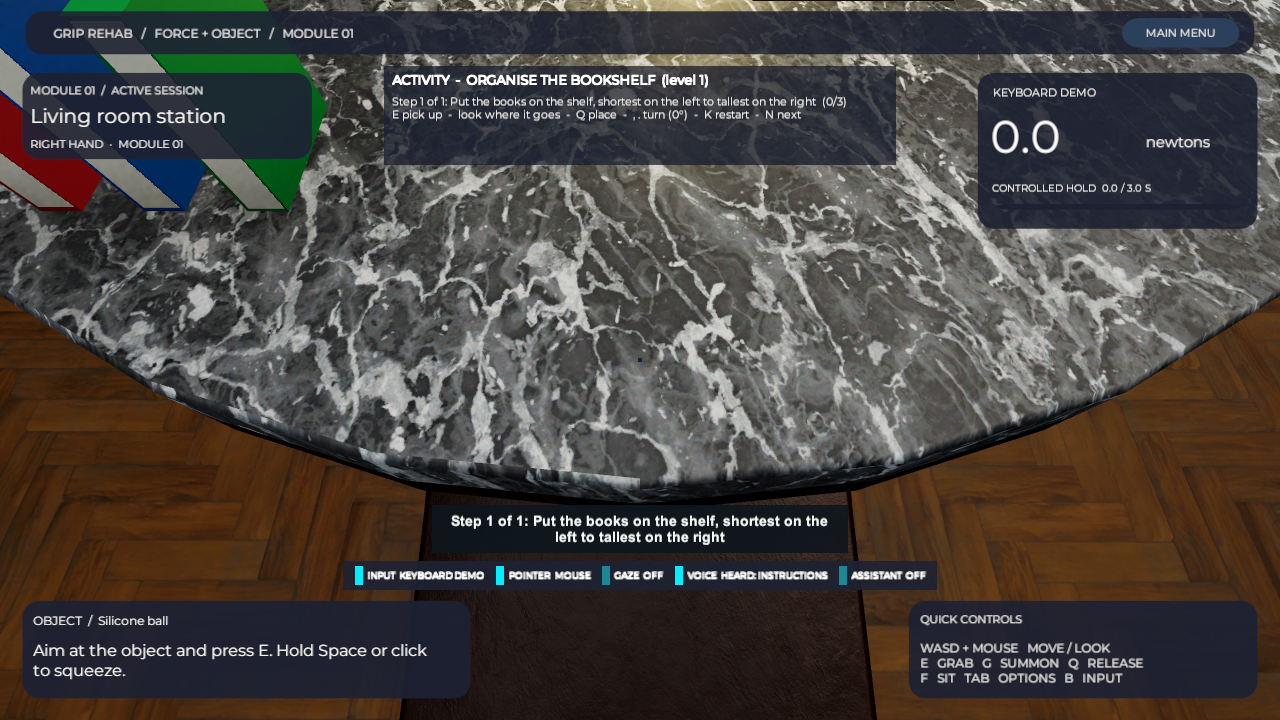 GRIP REHAB / FORCE + OBJECT / MODULE 01
MAIN MENU
MODULE 01 / ACTIVE SESSION
Living room station
RIGHT HAND · MODULE 01
ACTIVITY - ORGANISE THE BOOKSHELF (level 1)
Step 1 of 1: Put the books on the shelf, shortest on the left to tallest on the right (0/3)
E pick up - look where it goes - Q place - , . turn (0°) - K restart - N next
KEYBOARD DEMO
0.0 newtons
CONTROLLED HOLD 0.0 / 3.0 S
Step 1 of 1: Put the books on the shelf, shortest on the
left to tallest on the right
INPUT KEYBOARD DEMO POINTER MOUSE GAZE OFF VOICE HEARD: INSTRUCTIONS ASSISTANT OFF
OBJECT / Silicone ball
Aim at the object and press E. Hold Space or click
to squeeze.
QUICK CONTROLS
WASD + MOUSE MOVE / LOOK
E GRAB G SUMMON Q RELEASE
F SIT TAB OPTIONS B INPUT